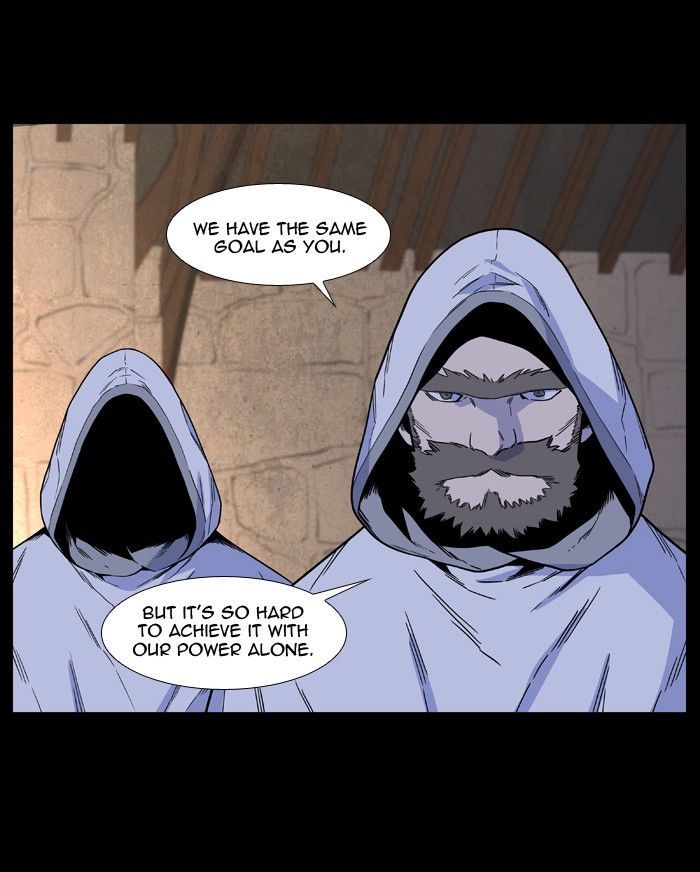 WE HAVE THE SAME
GOAL AS YOU.
BUT IT'S SO HARD
TO ACHIEVE IT WITH
OUR POWER ALONE.